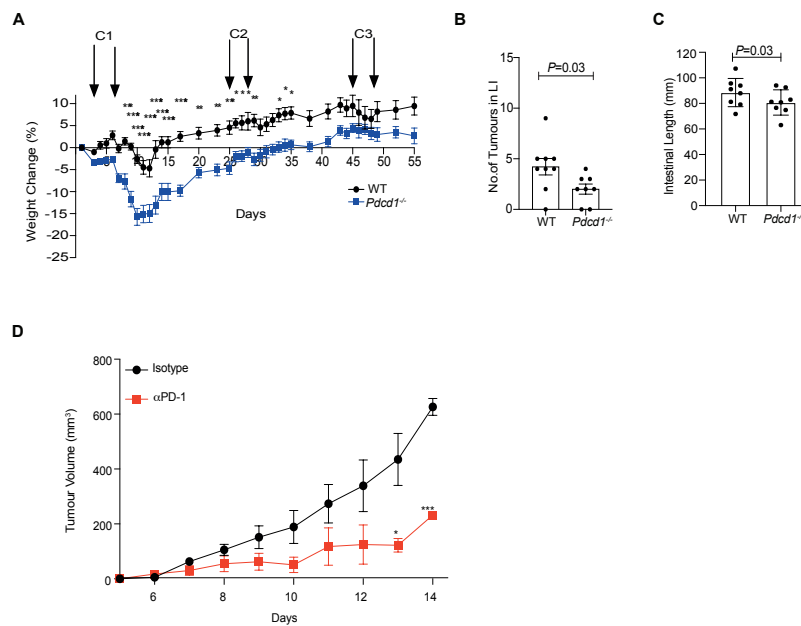 A
C1
C2
C3
Weight Change (%)
10
5
0
-5
-10
-15
-20
-25
5
10
15
20
25
30
35
40
45
50
55
Days
WT
Pdcd1-/-
B
No.of Tumours in LI
15
10
5
0
P=0.03
WT
Pdcd1-/-
C
Intestinal Length (mm)
120
100
80
60
40
20
0
P=0.03
WT
Pdcd1-/-
D
Tumour Volume (mm³)
800
600
400
200
0
Isotype
αPD-1
*
***
6
8
10
12
14
Days